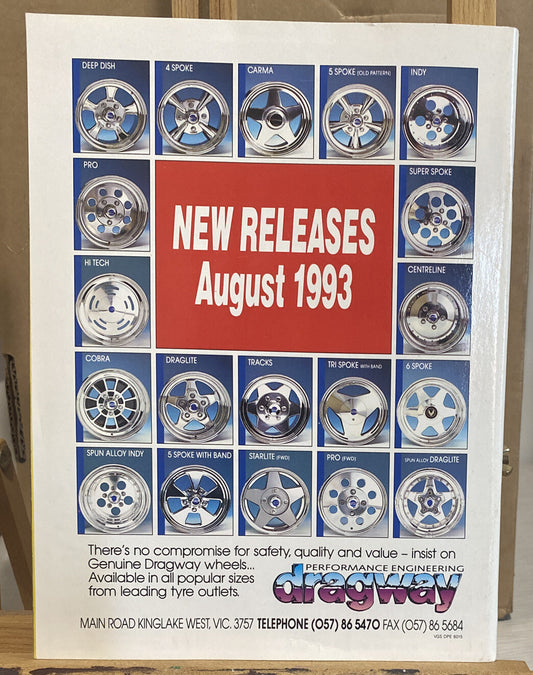 DEEP DISH
4 SPOKE
CARMA
5 SPOKE (OLD PATTERN)
INDY
PRO
SUPER SPOKE
NEW RELEASES
August 1993
HI TECH
CENTRELINE
COBRA
DRAGLITE
TRACKS
TRI SPOKE WITH BAND
6 SPOKE
SPUN ALLOY INDY
5 SPOKE WITH BAND
STARLITE (FWD)
PRO (FWD)
SPUN ALLOY DRAGLITE
There's no compromise for safety, quality and value – insist on
Genuine Dragway wheels...
Available in all popular sizes
from leading tyre outlets.
PERFORMANCE ENGINEERING
dragway
MAIN ROAD KINGLAKE WEST, VIC. 3757 TELEPHONE (057) 86 5470 FAX (057) 86 5684
VGS DPE 8015